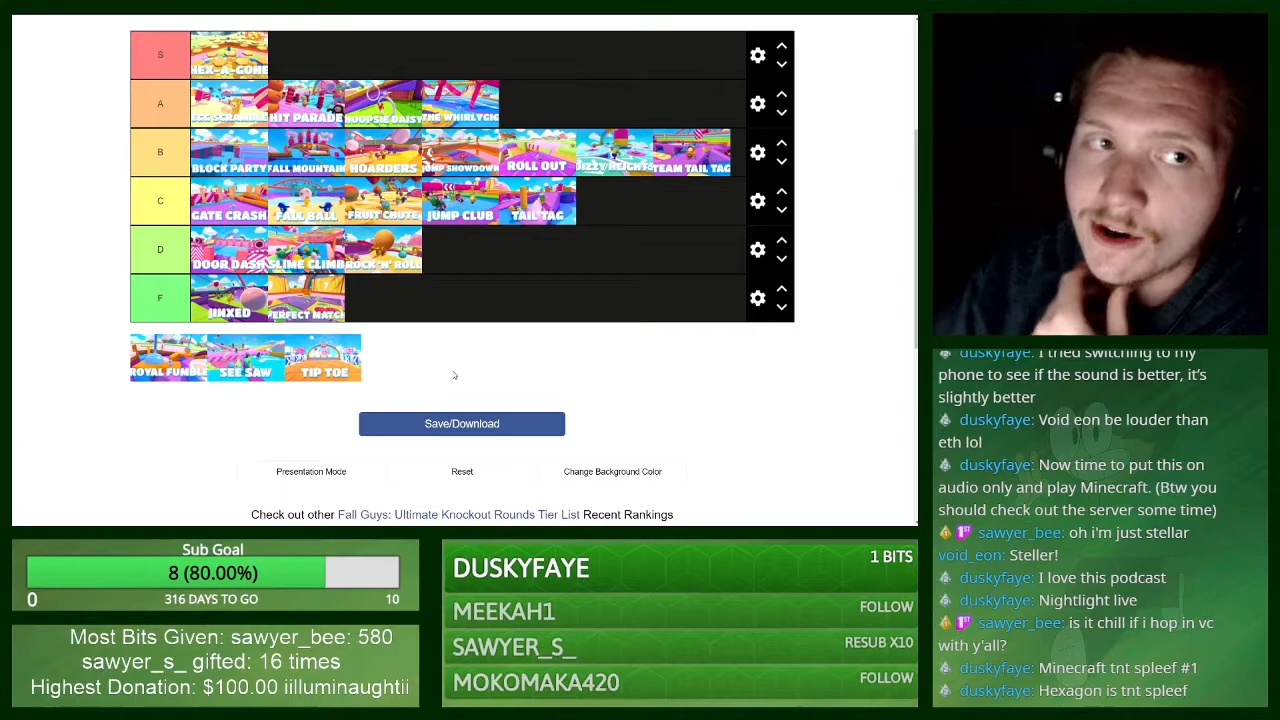 S HEX-A-GONE
A EGG SCRAMBLE HIT PARADE HOOPSIE DAISY THE WHIRLYGIG
B BLOCK PARTY FALL MOUNTAIN HOARDERS JUMP SHOWDOWN ROLL OUT DIZZY HEIGHTS TEAM TAIL TAG
C GATE CRASH FALL BALL FRUIT CHUTE JUMP CLUB TAIL TAG
D DOOR DASH SLIME CLIMB ROCK 'N' ROLL
F JINXED PERFECT MATCH
ROYAL FUMBLE SEE SAW TIP TOE
Save/Download
Presentation Mode Reset Change Background Color
Check out other Fall Guys: Ultimate Knockout Rounds Tier List Recent Rankings
duskyfaye: I tried switching to my
phone to see if the sound is better, it's
slightly better
duskyfaye: Void eon be louder than
eth lol
duskyfaye: Now time to put this on
audio only and play Minecraft. (Btw you
should check out the server some time)
1ST sawyer_bee: oh i'm just stellar
void_eon: Steller!
duskyfaye: I love this podcast
duskyfaye: Nightlight live
1ST sawyer_bee: is it chill if i hop in vc
with y'all?
duskyfaye: Minecraft tnt spleef #1
duskyfaye: Hexagon is tnt spleef
Sub Goal
8 (80.00%)
0 316 DAYS TO GO 10
Most Bits Given: sawyer_bee: 580
sawyer_s_ gifted: 16 times
Highest Donation: $100.00 iilluminaughtii
DUSKYFAYE 1 BITS
MEEKAH1 FOLLOW
SAWYER_S_ RESUB X10
MOKOMAKA420 FOLLOW